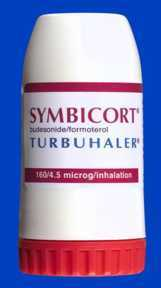 SYMBICORT®
budesonide/formoterol
TURBUHALER®
160/4.5 microg/inhalation